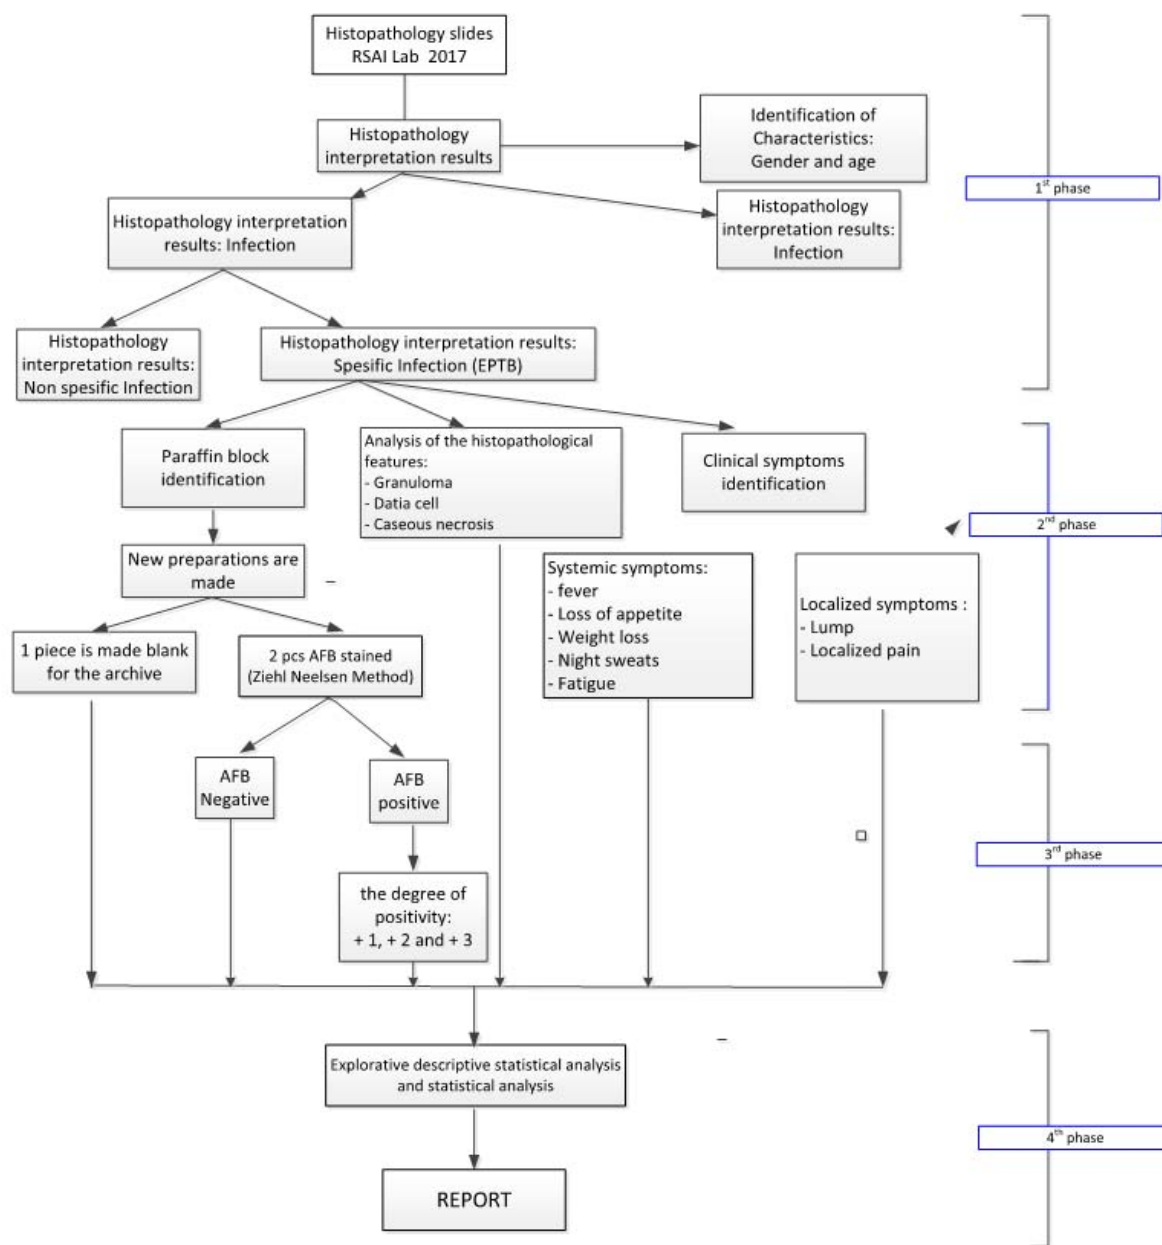 Histopathology slides
RSAI Lab 2017
Histopathology
interpretation results
Identification of
Characteristics:
Gender and age
1st phase
Histopathology interpretation
results: Infection
Histopathology
interpretation results:
Infection
Histopathology
interpretation results:
Non spesific Infection
Histopathology interpretation results:
Spesific Infection (EPTB)
Paraffin block
identification
Analysis of the histopathological
features:
- Granuloma
- Datia cell
- Caseous necrosis
Clinical symptoms
identification
2nd phase
New preparations are
made
Systemic symptoms:
- fever
- Loss of appetite
- Weight loss
- Night sweats
- Fatigue
Localized symptoms :
- Lump
- Localized pain
1 piece is made blank
for the archive
2 pcs AFB stained
(Ziehl Neelsen Method)
AFB
Negative
AFB
positive
3rd phase
the degree of
positivity:
+ 1, + 2 and + 3
Explorative descriptive statistical analysis
and statistical analysis
4th phase
REPORT